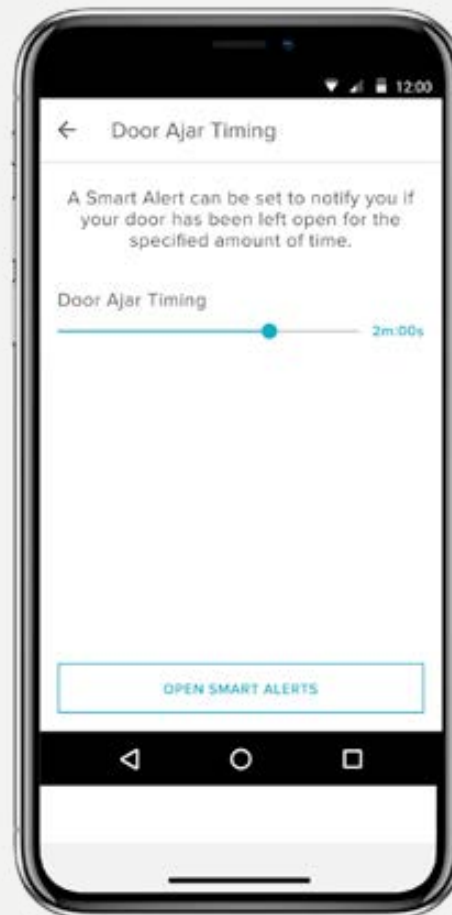 12:00
Door Ajar Timing
A Smart Alert can be set to notify you if
your door has been left open for the
specified amount of time.
Door Ajar Timing
2m:00s
OPEN SMART ALERTS